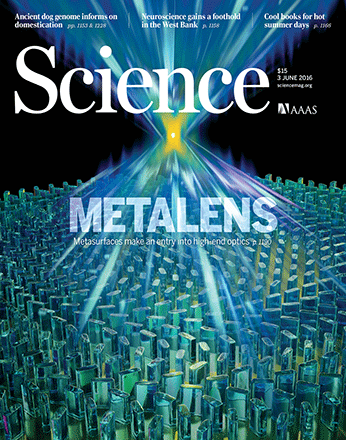 Ancient dog genome informs on
domestication pp. 1153 & 1228
Neuroscience gains a foothold
in the West Bank p. 1156
Cool books for hot
summer days p. 1166
Science
$15
3 JUNE 2016
sciencemag.org
AAAS
METALENS
Metasurfaces make an entry into high-end optics p. 1190